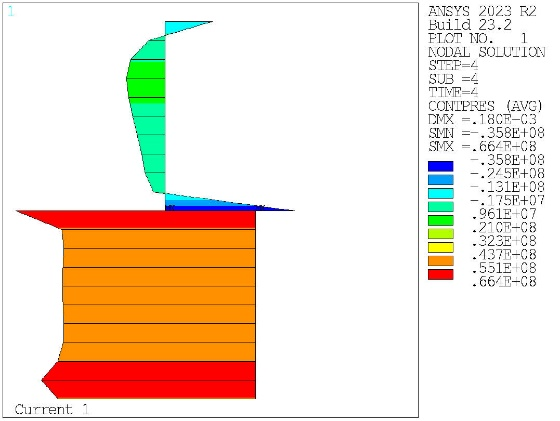 1
ANSYS 2023 R2
Build 23.2
PLOT NO.   1
NODAL SOLUTION
STEP=4
SUB =4
TIME=4
CONTPRES (AVG)
DMX =.180E-03
SMN =-.358E+08
SMX =.664E+08
-.358E+08
-.245E+08
-.131E+08
-.175E+07
.961E+07
.210E+08
.323E+08
.437E+08
.551E+08
.664E+08
Current 1